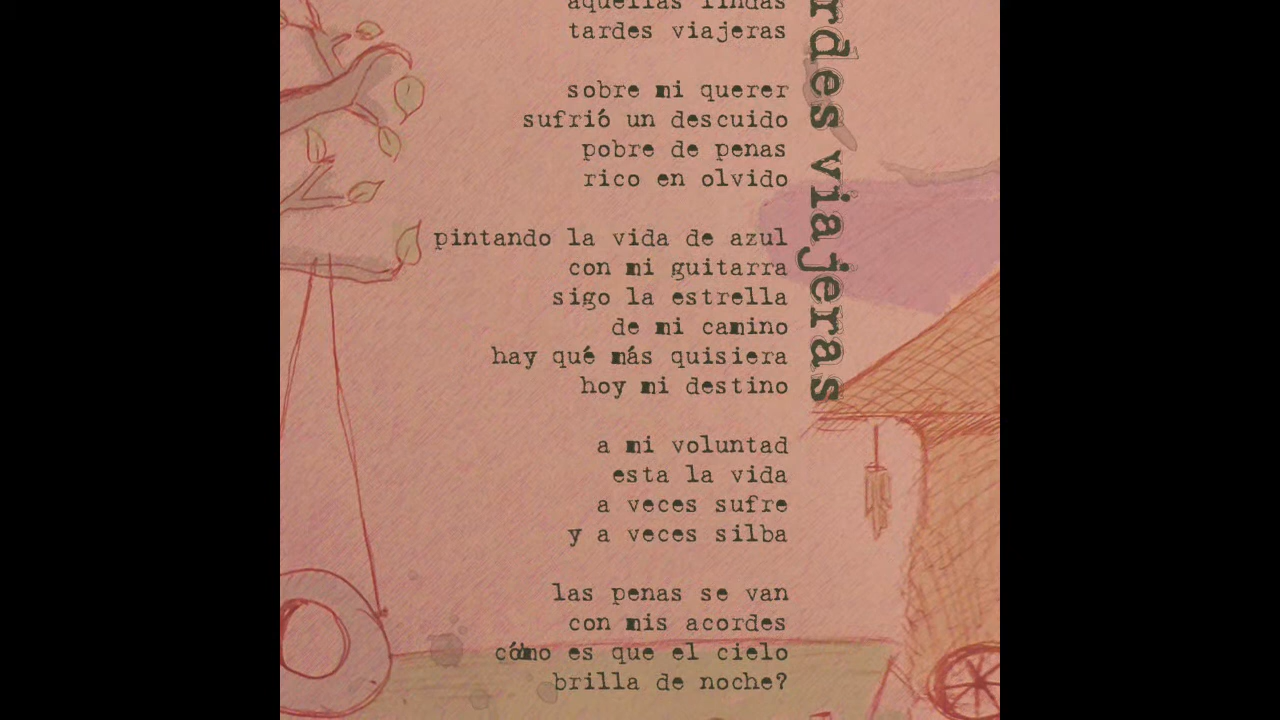 aquellas lindas
tardes viajeras
sobre mi querer
sufrió un descuido
pobre de penas
rico en olvido
pintando la vida de azul
con mi guitarra
sigo la estrella
de mi camino
hay qué más quisiera
hoy mi destino
a mi voluntad
esta la vida
a veces sufre
y a veces silba
las penas se van
con mis acordes
cómo es que el cielo
brilla de noche?
rdes viajeras